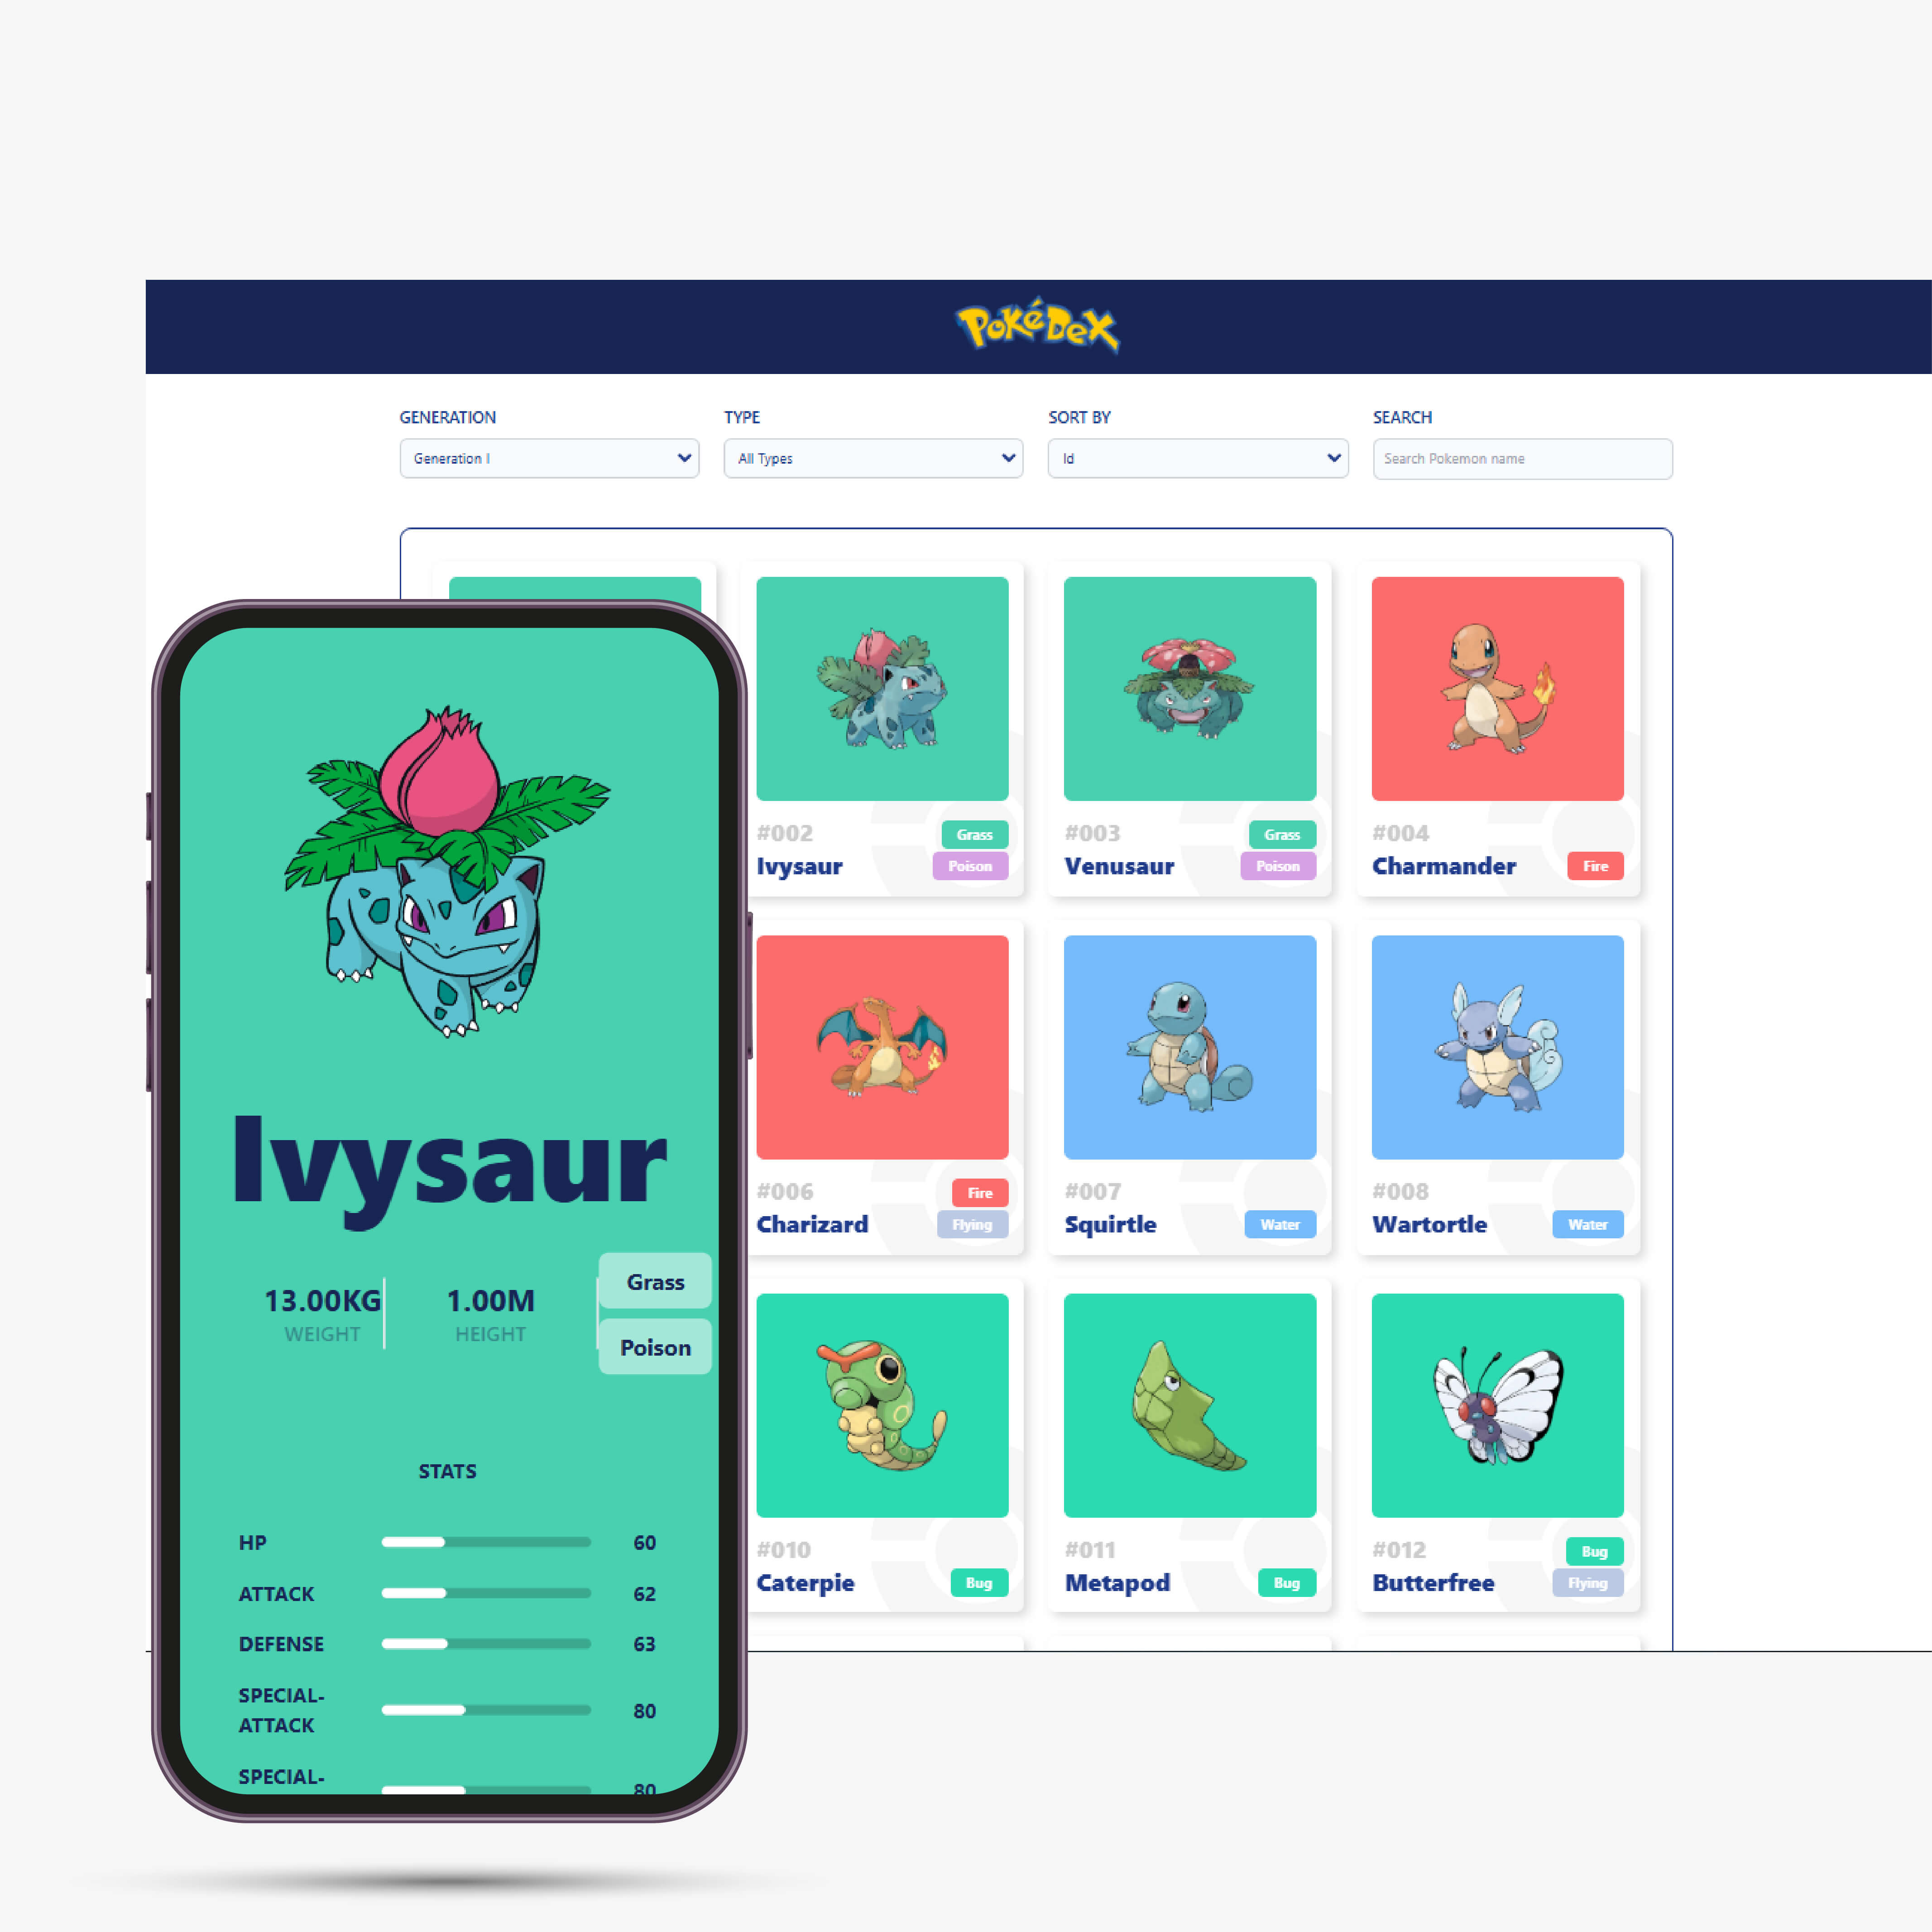 PokéDex
GENERATION
TYPE
SORT BY
SEARCH
Generation I
All Types
Id
Search Pokemon name
#002
Grass
Ivysaur
Poison
#003
Grass
Venusaur
Poison
#004
Charmander
Fire
#006
Fire
Charizard
Flying
#007
Squirtle
Water
#008
Wartortle
Water
#010
Caterpie
Bug
#011
Metapod
Bug
#012
Bug
Butterfree
Flying
Ivysaur
13.00KG
WEIGHT
1.00M
HEIGHT
Grass
Poison
STATS
HP
60
ATTACK
62
DEFENSE
63
SPECIAL-
ATTACK
80
SPECIAL-
80